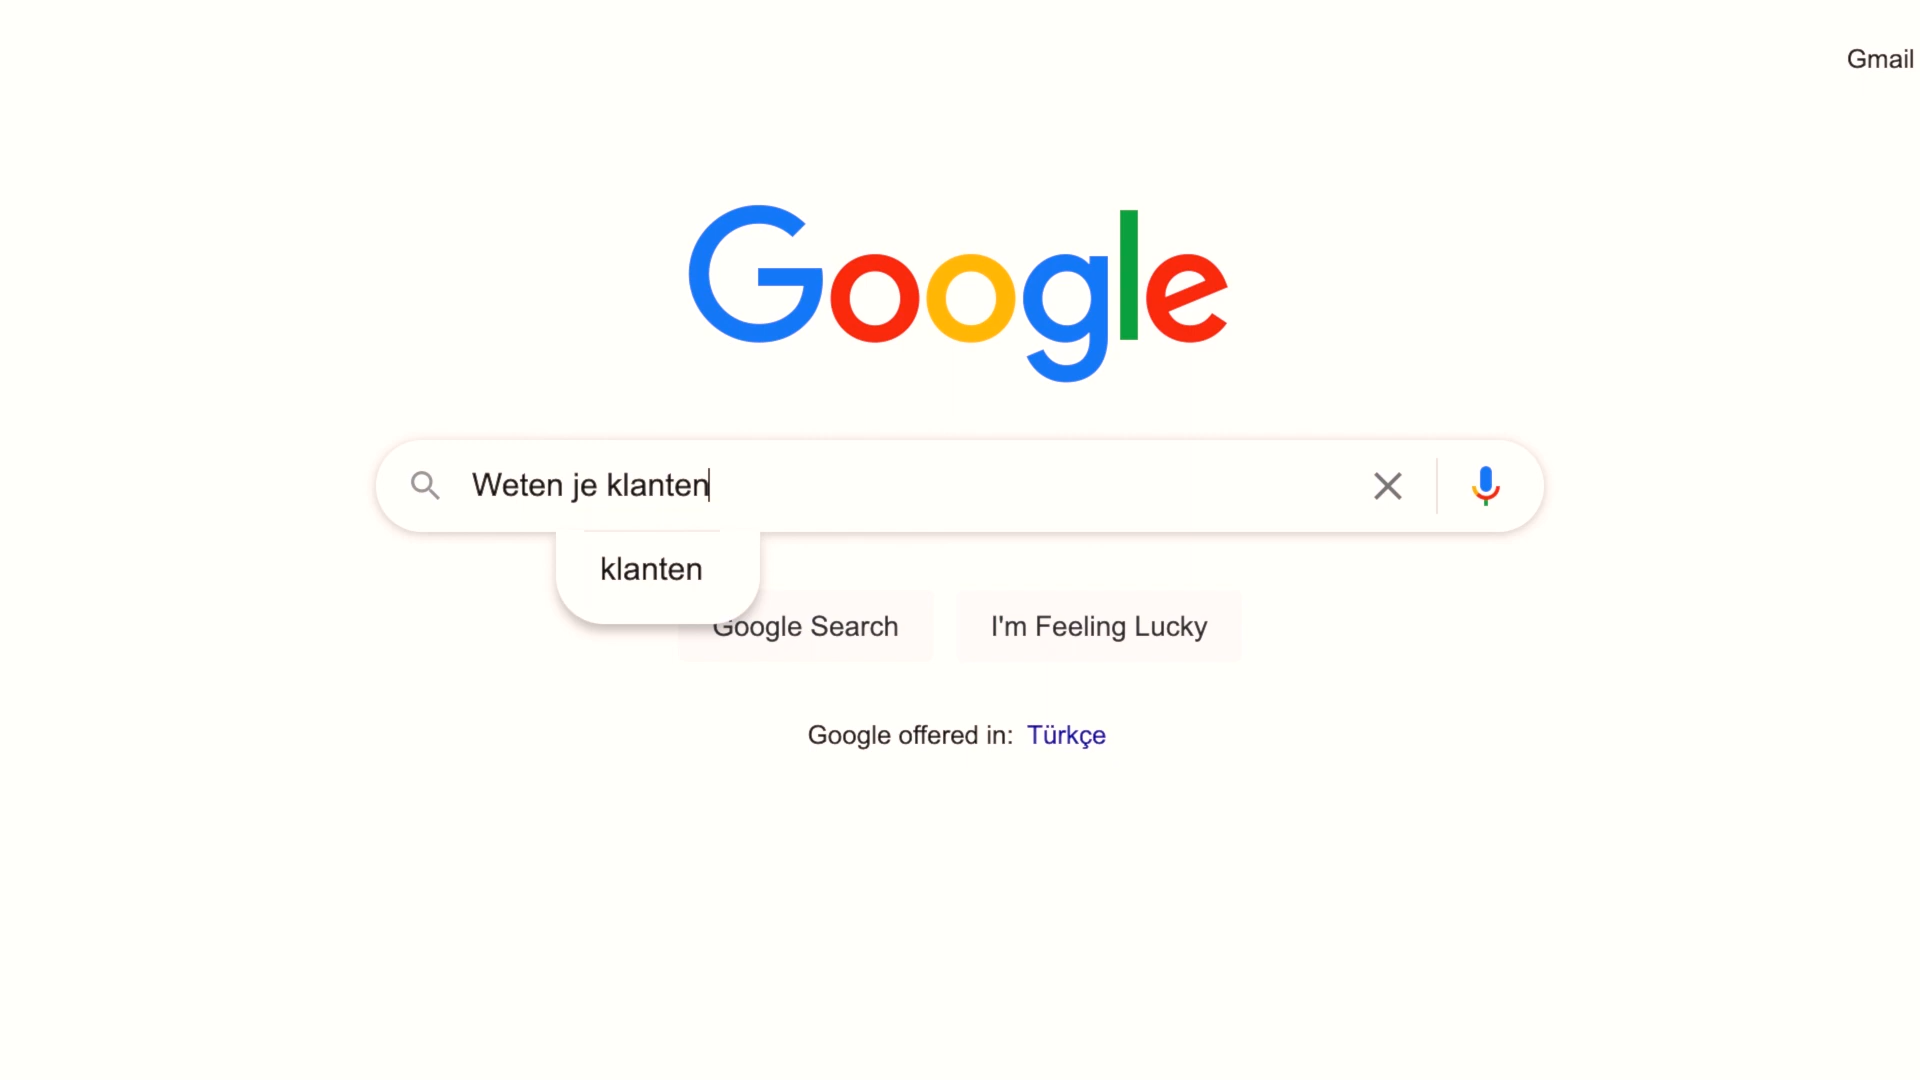 Gmail
Google
Weten je klanten
klanten
Google Search
I'm Feeling Lucky
Google offered in: Türkçe